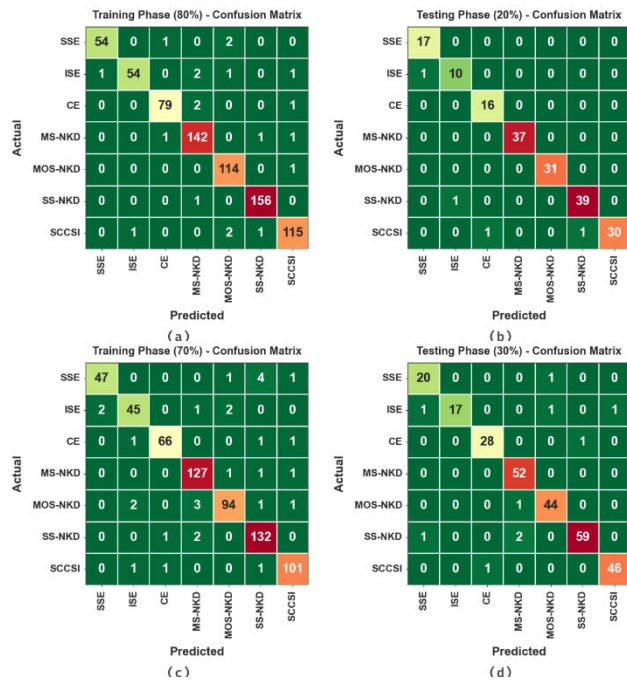 Training Phase (80%) - Confusion Matrix
SSE 54 0 1 0 2 0 0
ISE 1 54 0 2 1 0 1
CE 0 0 79 2 0 0 1
MS-NKD 0 0 1 142 0 1 1
MOS-NKD 0 0 0 0 114 0 1
SS-NKD 0 0 0 1 0 156 0
SCCSI 0 1 0 0 2 1 115
SSE ISE CE MS-NKD MOS-NKD SS-NKD SCCSI
Actual
Predicted
(a)
Testing Phase (20%) - Confusion Matrix
SSE 17 0 0 0 0 0 0
ISE 1 10 0 0 0 0 0
CE 0 0 16 0 0 0 0
MS-NKD 0 0 0 37 0 0 0
MOS-NKD 0 0 0 0 31 0 0
SS-NKD 0 1 0 0 0 39 0
SCCSI 0 0 1 0 0 1 30
SSE ISE CE MS-NKD MOS-NKD SS-NKD SCCSI
Predicted
(b)
Training Phase (70%) - Confusion Matrix
SSE 47 0 0 0 1 4 1
ISE 2 45 0 1 2 0 0
CE 0 1 66 0 0 1 1
MS-NKD 0 0 0 127 1 1 1
MOS-NKD 0 2 0 3 94 1 1
SS-NKD 0 0 1 2 0 132 0
SCCSI 0 1 1 0 0 1 101
SSE ISE CE MS-NKD MOS-NKD SS-NKD SCCSI
Actual
Predicted
(c)
Testing Phase (30%) - Confusion Matrix
SSE 20 0 0 0 1 0 0
ISE 1 17 0 0 1 0 1
CE 0 0 28 0 0 1 0
MS-NKD 0 0 0 52 0 0 0
MOS-NKD 0 0 0 1 44 0 0
SS-NKD 1 0 0 2 0 59 0
SCCSI 0 0 1 0 0 0 46
SSE ISE CE MS-NKD MOS-NKD SS-NKD SCCSI
Predicted
(d)